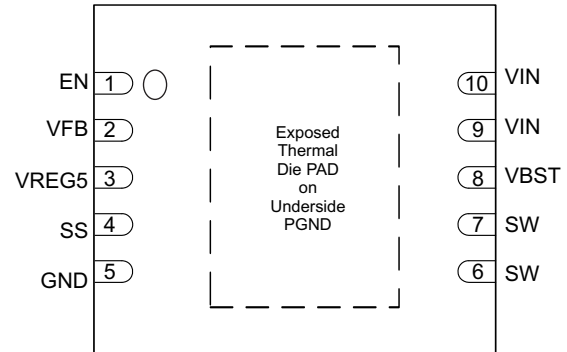 EN 1
VFB 2
VREG5 3
SS 4
GND 5
Exposed
Thermal
Die PAD
on
Underside
PGND
10 VIN
9 VIN
8 VBST
7 SW
6 SW